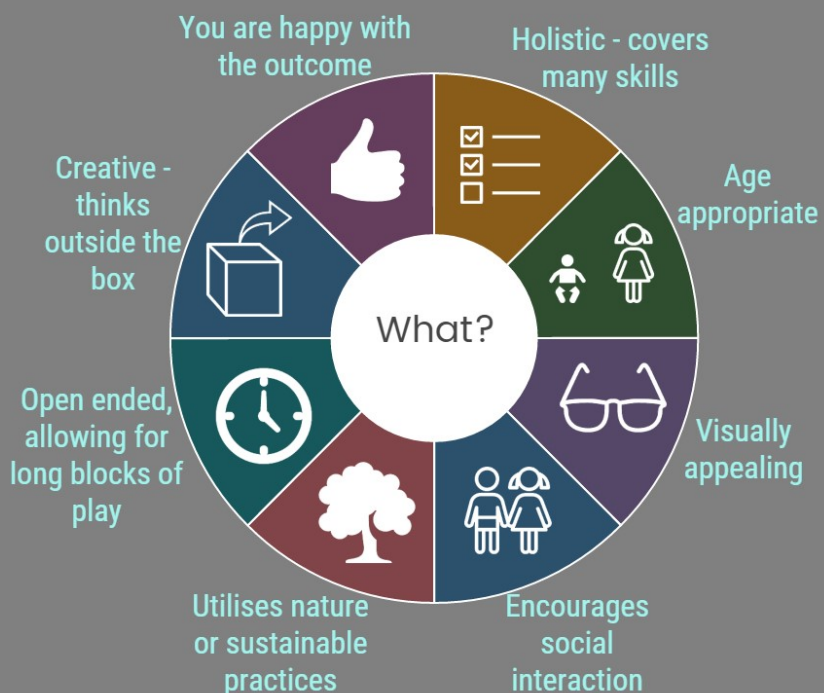 You are happy with
the outcome
Holistic - covers
many skills
Creative -
thinks
outside the
box
Age
appropriate
What?
Open ended,
allowing for
long blocks of
play
Visually
appealing
Utilises nature
or sustainable
practices
Encourages
social
interaction